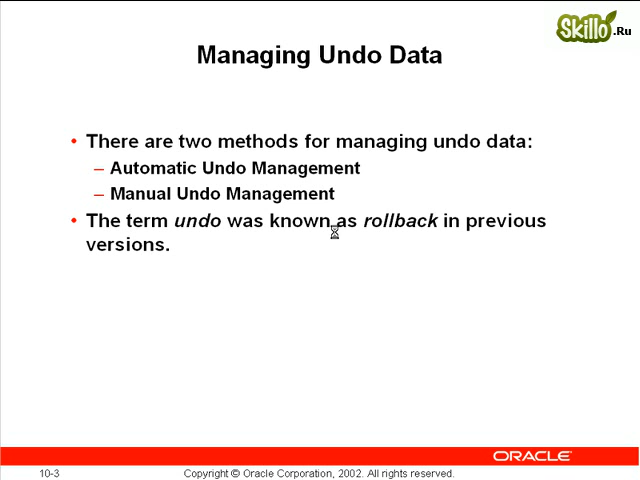 Skillo.Ru
Managing Undo Data
• There are two methods for managing undo data:
– Automatic Undo Management
– Manual Undo Management
• The term undo was known as rollback in previous
versions.
ORACLE
10-3 Copyright © Oracle Corporation, 2002. All rights reserved.